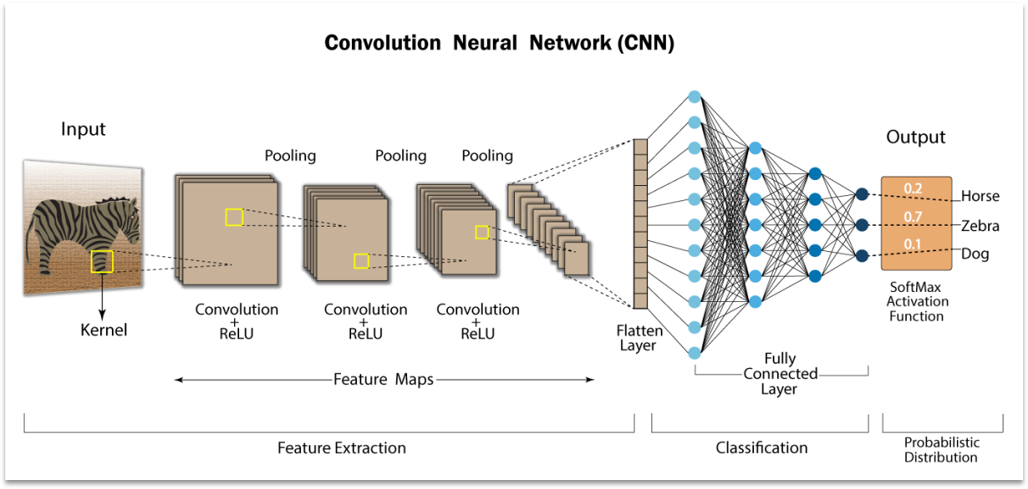 Convolution Neural Network (CNN)
Input
Kernel
Pooling
Pooling
Pooling
Convolution
+
ReLU
Convolution
+
ReLU
Convolution
+
ReLU
Feature Maps
Flatten
Layer
Fully
Connected
Layer
Output
0.2
0.7
0.1
Horse
Zebra
Dog
SoftMax
Activation
Function
Feature Extraction
Classification
Probabilistic
Distribution